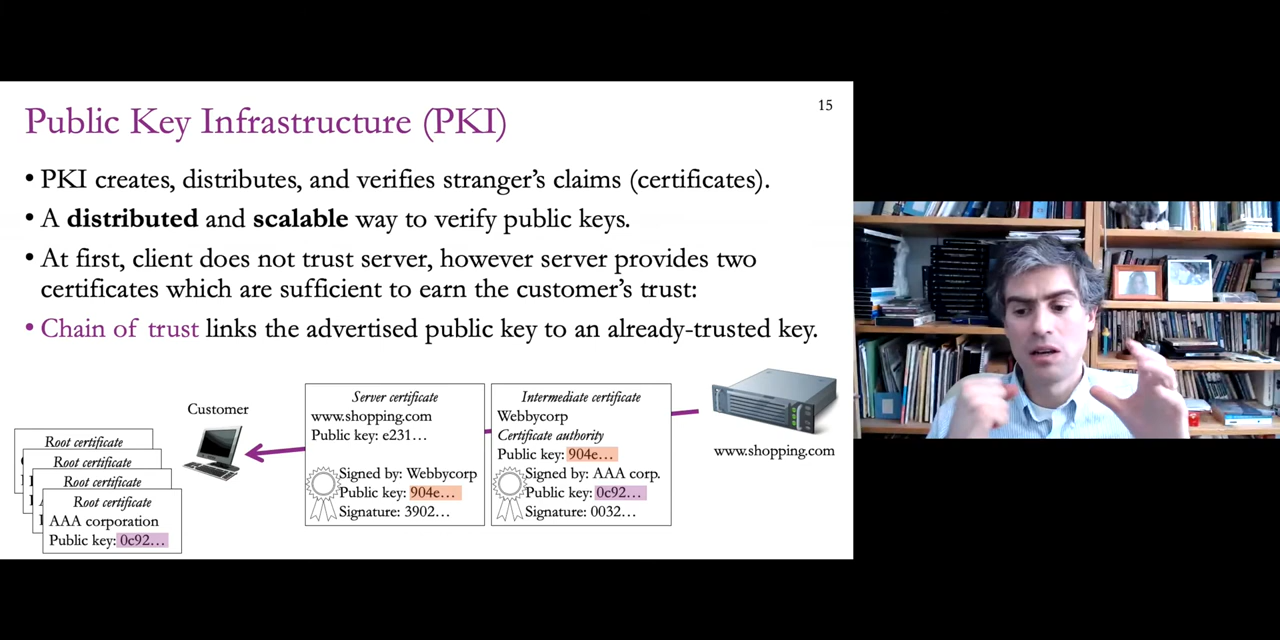 15
Public Key Infrastructure (PKI)
• PKI creates, distributes, and verifies stranger's claims (certificates).
• A distributed and scalable way to verify public keys.
• At first, client does not trust server, however server provides two
certificates which are sufficient to earn the customer's trust:
• Chain of trust links the advertised public key to an already-trusted key.
Customer
Root certificate
Root certificate
Root certificate
Root certificate
AAA corporation
Public key: 0c92...
Server certificate
www.shopping.com
Public key: e231...
Signed by: Webbycorp
Public key: 904e...
Signature: 3902...
Intermediate certificate
Webbycorp
Certificate authority
Public key: 904e...
Signed by: AAA corp.
Public key: 0c92...
Signature: 0032...
www.shopping.com